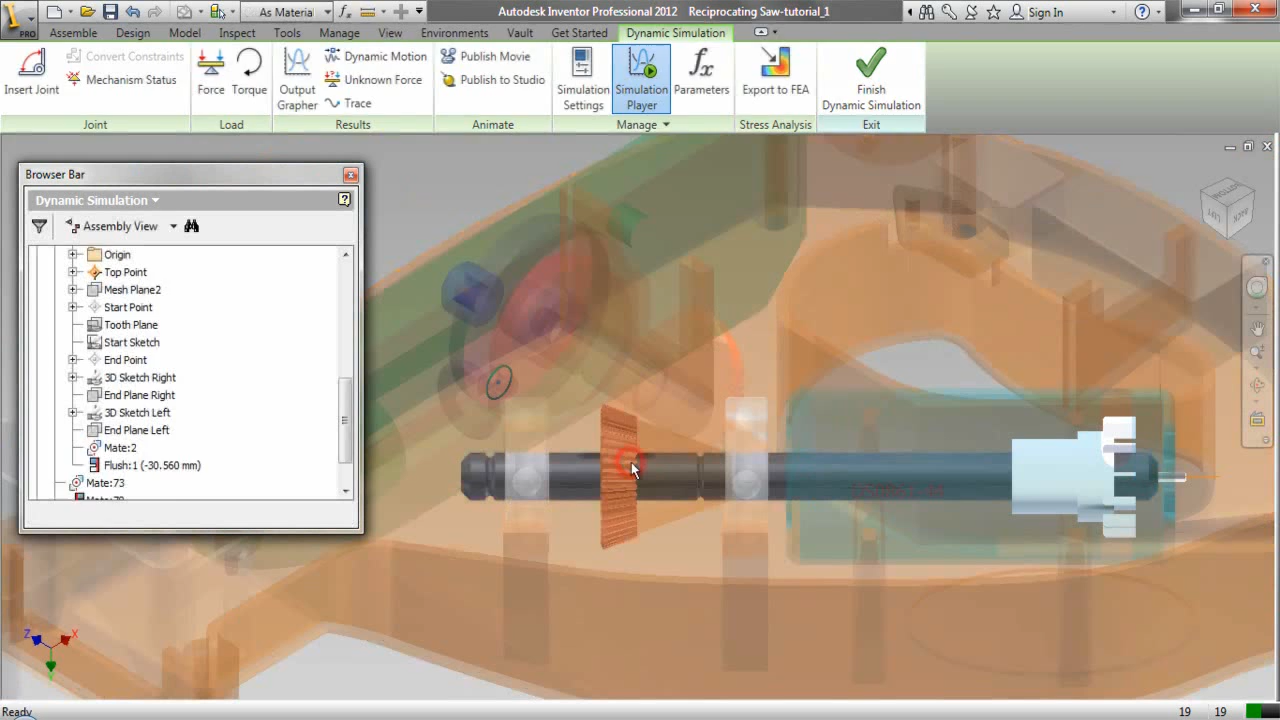 PRO
As Material
Autodesk Inventor Professional 2012 Reciprocating Saw-tutorial_1
Sign In
Assemble Design Model Inspect Tools Manage View Environments Vault Get Started Dynamic Simulation
Insert Joint
Convert Constraints
Mechanism Status
Joint
Force Torque
Load
Output Grapher
Dynamic Motion
Unknown Force
Trace
Results
Publish Movie
Publish to Studio
Animate
Simulation Settings
Simulation Player
fx
Parameters
Manage
Export to FEA
Stress Analysis
Finish
Dynamic Simulation
Exit
Browser Bar
Dynamic Simulation
Assembly View
Origin
Top Point
Mesh Plane2
Start Point
Tooth Plane
Start Sketch
End Point
3D Sketch Right
End Plane Right
3D Sketch Left
End Plane Left
Mate:2
Flush:1 (-30.560 mm)
Mate:73
Z X
Ready
19 19